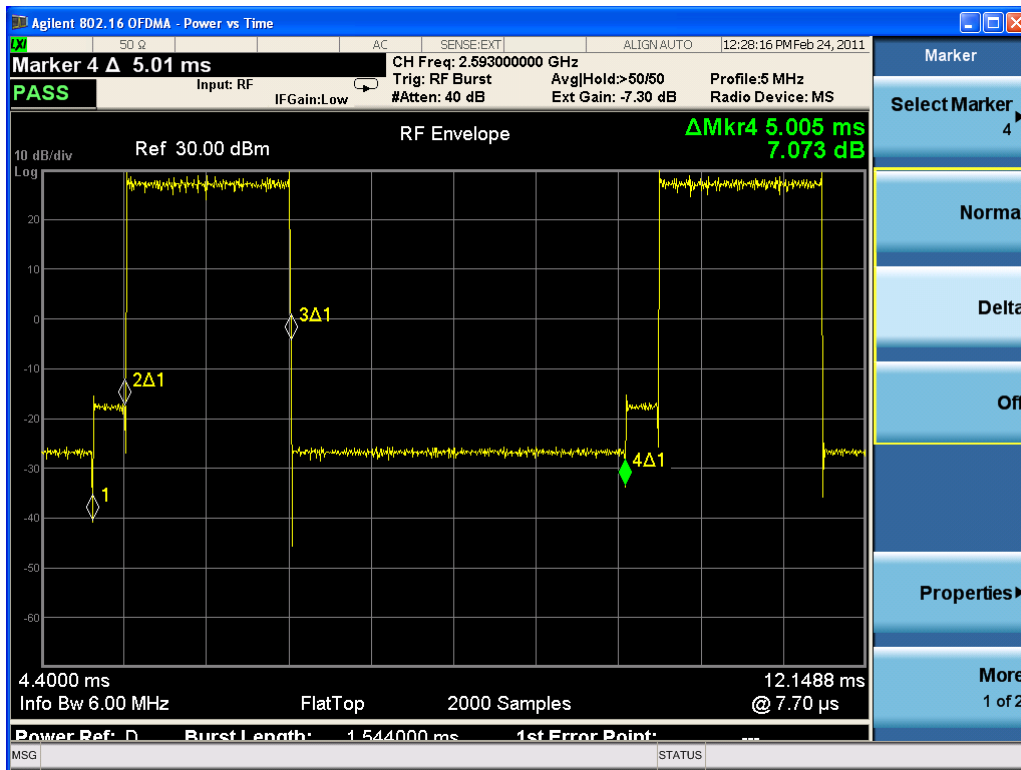 Agilent 802.16 OFDMA - Power vs Time
LXI 50 Ω AC SENSE:EXT ALIGN AUTO 12:28:16 PM Feb 24, 2011
Marker 4 Δ 5.01 ms
PASS
Input: RF
IFGain:Low
CH Freq: 2.593000000 GHz
Trig: RF Burst
#Atten: 40 dB
Avg|Hold:>50/50
Ext Gain: -7.30 dB
Profile:5 MHz
Radio Device: MS
10 dB/div
Log
Ref 30.00 dBm
RF Envelope
ΔMkr4 5.005 ms
7.073 dB
20
10
0
-10
-20
-30
-40
-50
-60
1
2Δ1
3Δ1
4Δ1
4.4000 ms
12.1488 ms
Info Bw 6.00 MHz FlatTop 2000 Samples @ 7.70 µs
Power Ref: D Burst Length: 1.544000 ms 1st Error Point: ---
MSG STATUS
Marker
Select Marker
4
Norma
Delta
Off
Properties
More
1 of 2